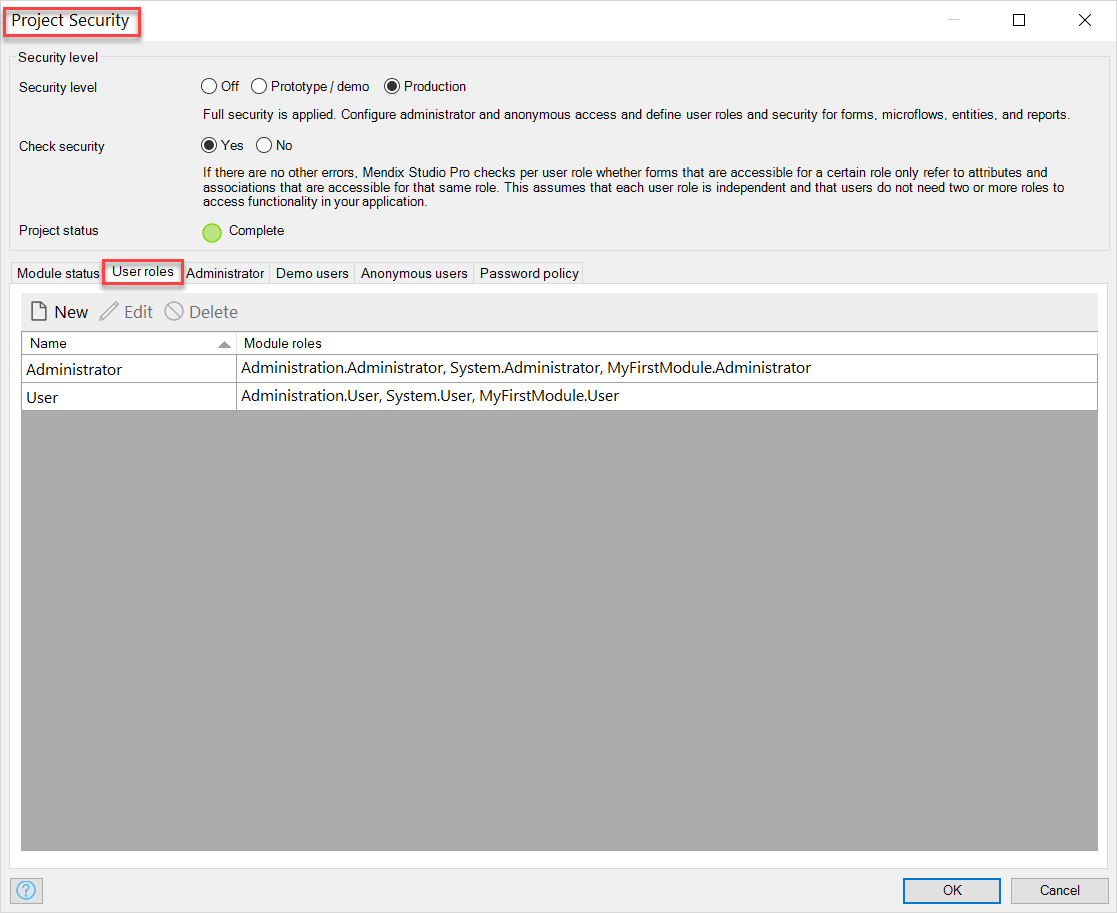 Project Security
Security level
Security level Off Prototype / demo Production
Full security is applied. Configure administrator and anonymous access and define user roles and security for forms, microflows, entities, and reports.
Check security Yes No
If there are no other errors, Mendix Studio Pro checks per user role whether forms that are accessible for a certain role only refer to attributes and
associations that are accessible for that same role. This assumes that each user role is independent and that users do not need two or more roles to
access functionality in your application.
Project status Complete
Module status User roles Administrator Demo users Anonymous users Password policy
New Edit Delete
Name Module roles
Administrator Administration.Administrator, System.Administrator, MyFirstModule.Administrator
User Administration.User, System.User, MyFirstModule.User
? OK Cancel